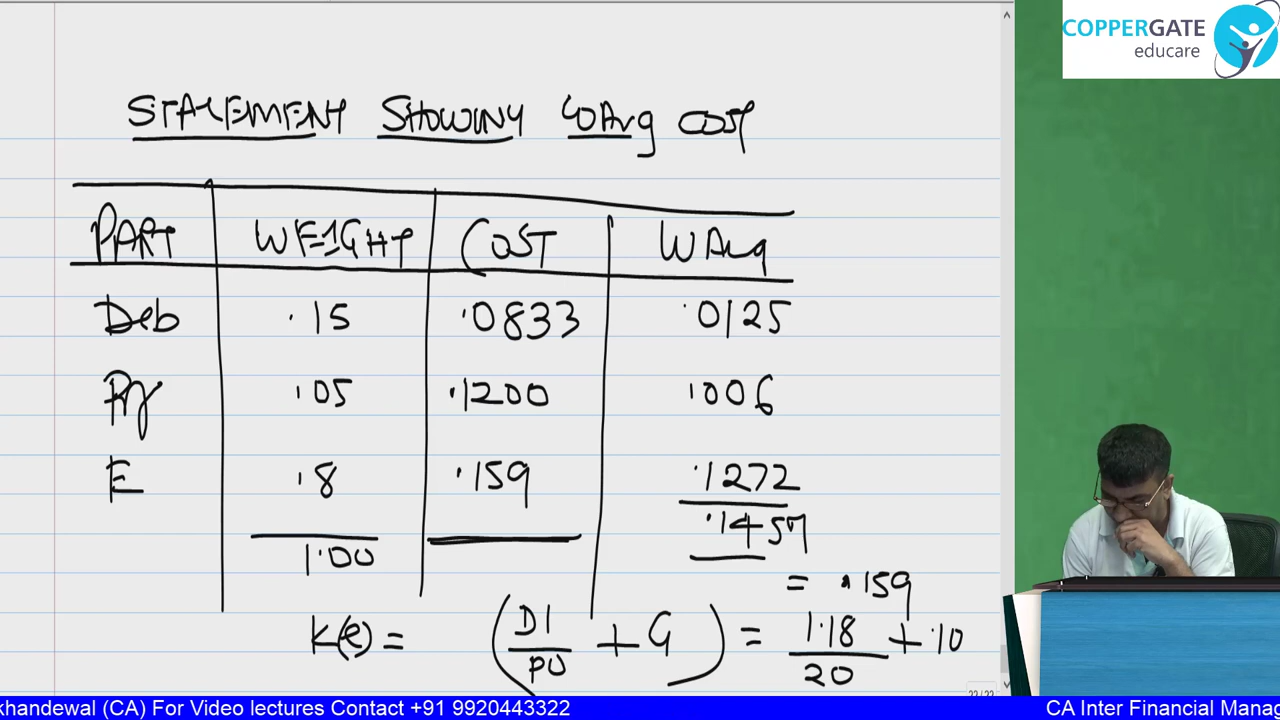 COPPERGATE
educare
STATEMENT SHOWING WAvg COST
PART WEIGHT COST WAvg
Deb .15 .0833 .0125
.05 .1200 .006
E .8 .159 .1272
.1457
1.00
= .159
K(e) = (D1/P0 + G) = 1.18/20 + .10
khandewal (CA) For Video lectures Contact +91 9920443322 CA Inter Financial Manag